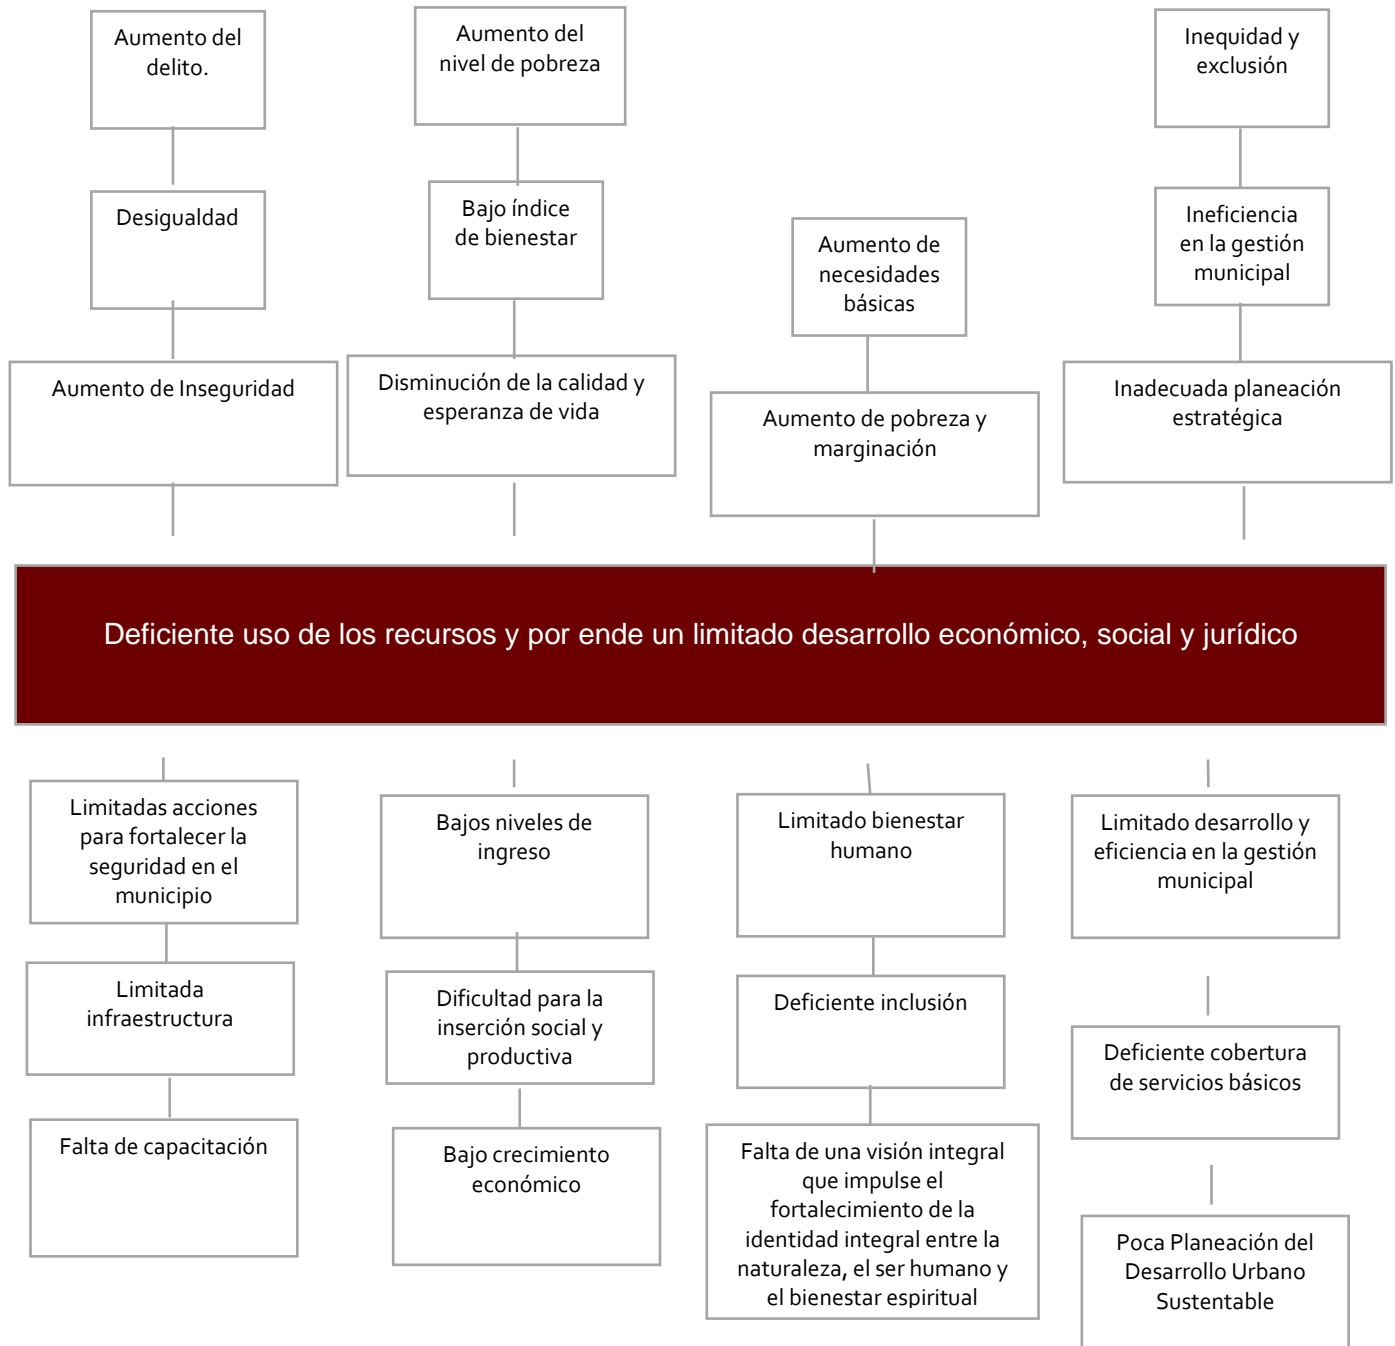 Aumento del
delito.
Aumento del
nivel de pobreza
Inequidad y
exclusión
Desigualdad
Bajo índice
de bienestar
Aumento de
necesidades
básicas
Ineficiencia
en la gestión
municipal
Aumento de Inseguridad
Disminución de la calidad y
esperanza de vida
Aumento de pobreza y
marginación
Inadecuada planeación
estratégica
Deficiente uso de los recursos y por ende un limitado desarrollo económico, social y jurídico
Limitadas acciones
para fortalecer la
seguridad en el
municipio
Bajos niveles de
ingreso
Limitado bienestar
humano
Limitado desarrollo y
eficiencia en la gestión
municipal
Limitada
infraestructura
Dificultad para la
inserción social y
productiva
Deficiente inclusión
Deficiente cobertura
de servicios básicos
Falta de capacitación
Bajo crecimiento
económico
Falta de una visión integral
que impulse el
fortalecimiento de la
identidad integral entre la
naturaleza, el ser humano y
el bienestar espiritual
Poca Planeación del
Desarrollo Urbano
Sustentable